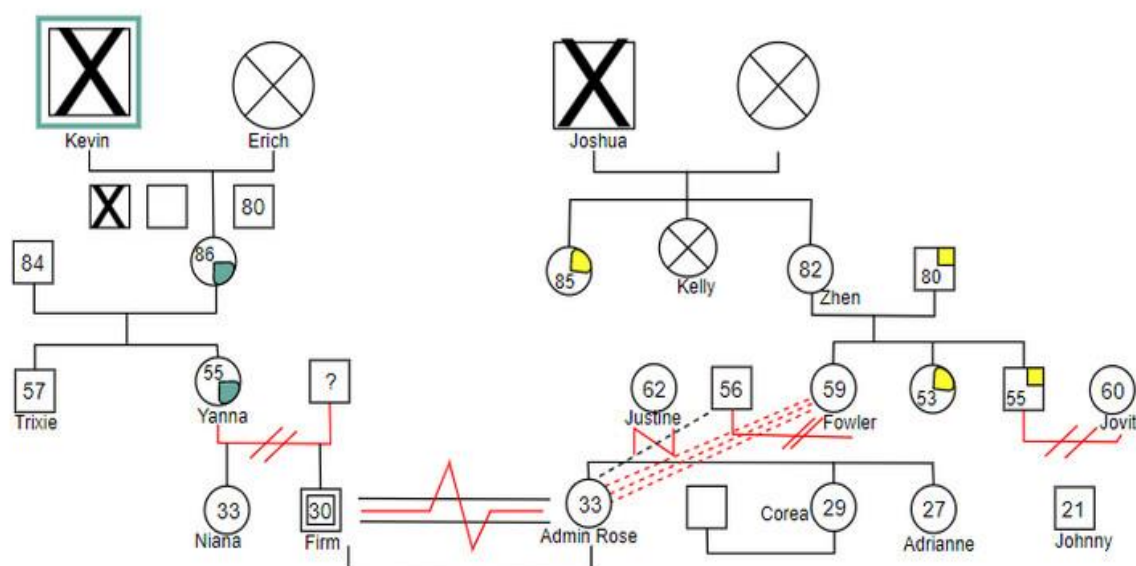 Kevin
Erich
Joshua
80
86
84
85
Kelly
82
Zhen
80
57
Trixie
55
Yanna
?
62
Justine
56
59
Fowler
53
55
60
Jovit
33
Niana
30
Firm
33
Admin Rose
Corea
29
27
Adrianne
21
Johnny